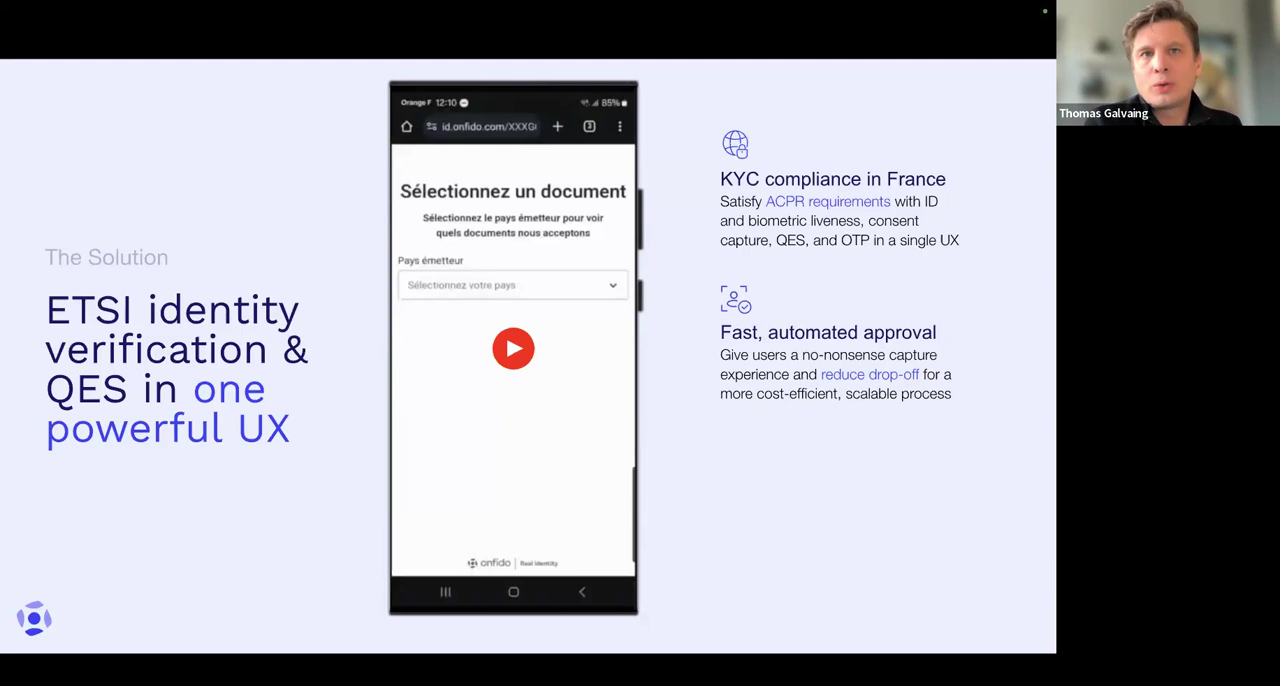 The Solution
ETSI identity
verification &
QES in one
powerful UX
Orange F 12:10
85%
id.onfido.com/XXXG
3
Sélectionnez un document
Sélectionnez le pays émetteur pour voir
quels documents nous acceptons
Pays émetteur
Sélectionnez votre pays
onfido | Real Identity
KYC compliance in France
Satisfy ACPR requirements with ID
and biometric liveness, consent
capture, QES, and OTP in a single UX
Fast, automated approval
Give users a no-nonsense capture
experience and reduce drop-off for a
more cost-efficient, scalable process
Thomas Galvaing